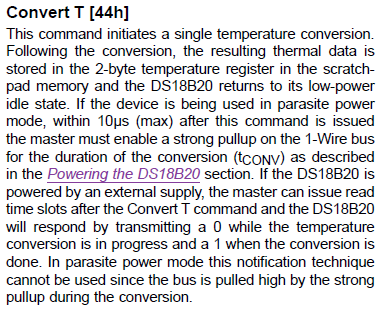 Convert T [44h]
This command initiates a single temperature conversion.
Following the conversion, the resulting thermal data is
stored in the 2-byte temperature register in the scratch-
pad memory and the DS18B20 returns to its low-power
idle state. If the device is being used in parasite power
mode, within 10μs (max) after this command is issued
the master must enable a strong pullup on the 1-Wire bus
for the duration of the conversion (tCONV) as described
in the Powering the DS18B20 section. If the DS18B20 is
powered by an external supply, the master can issue read
time slots after the Convert T command and the DS18B20
will respond by transmitting a 0 while the temperature
conversion is in progress and a 1 when the conversion is
done. In parasite power mode this notification technique
cannot be used since the bus is pulled high by the strong
pullup during the conversion.